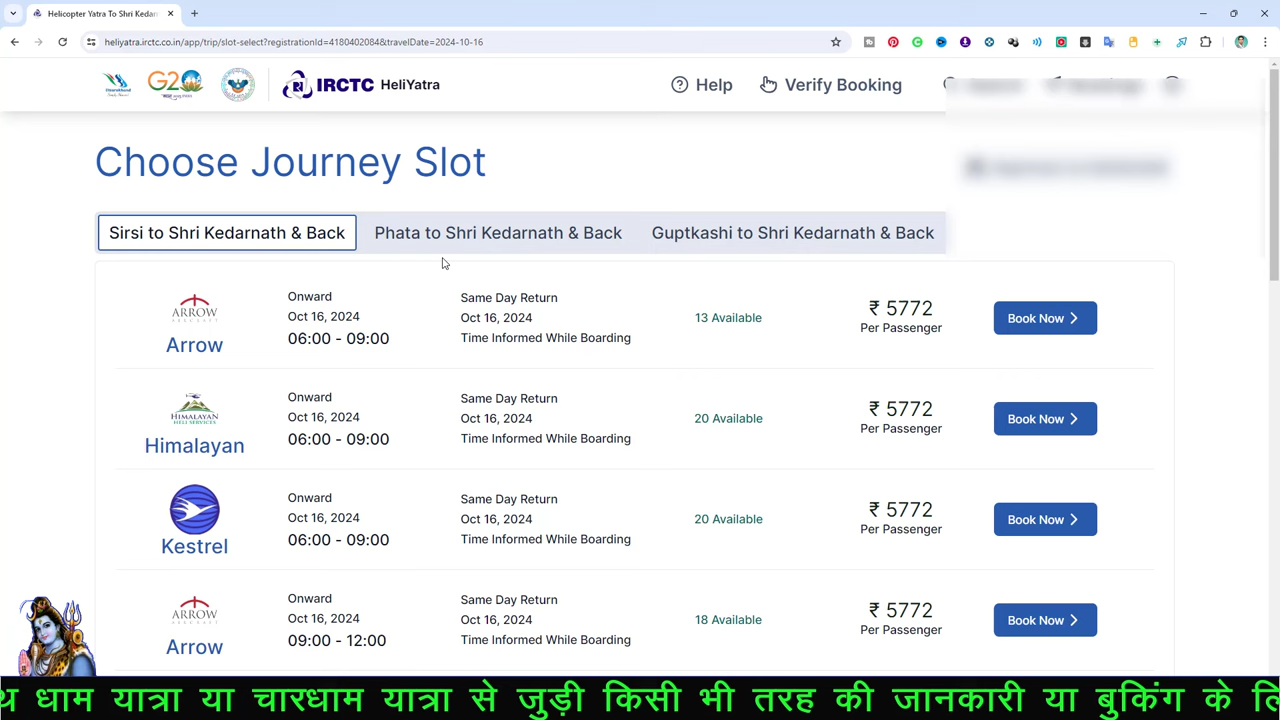 Helicopter Yatra To Shri Kedarn
heliyatra.irctc.co.in/app/trip/slot-select?registrationId=4180402084&travelDate=2024-10-16
G20
IRCTC HeliYatra
Help
Verify Booking
Choose Journey Slot
Sirsi to Shri Kedarnath & Back
Phata to Shri Kedarnath & Back
Guptkashi to Shri Kedarnath & Back
ARROW
Arrow
Onward
Oct 16, 2024
06:00 - 09:00
Same Day Return
Oct 16, 2024
Time Informed While Boarding
13 Available
₹ 5772
Per Passenger
Book Now
HIMALAYAN
HELI SERVICES
Himalayan
Onward
Oct 16, 2024
06:00 - 09:00
Same Day Return
Oct 16, 2024
Time Informed While Boarding
20 Available
₹ 5772
Per Passenger
Book Now
Kestrel
Onward
Oct 16, 2024
06:00 - 09:00
Same Day Return
Oct 16, 2024
Time Informed While Boarding
20 Available
₹ 5772
Per Passenger
Book Now
ARROW
Arrow
Onward
Oct 16, 2024
09:00 - 12:00
Same Day Return
Oct 16, 2024
Time Informed While Boarding
18 Available
₹ 5772
Per Passenger
Book Now
थ धाम यात्रा या चारधाम यात्रा से जुड़ी किसी भी तरह की जानकारी या बुकिंग के लि